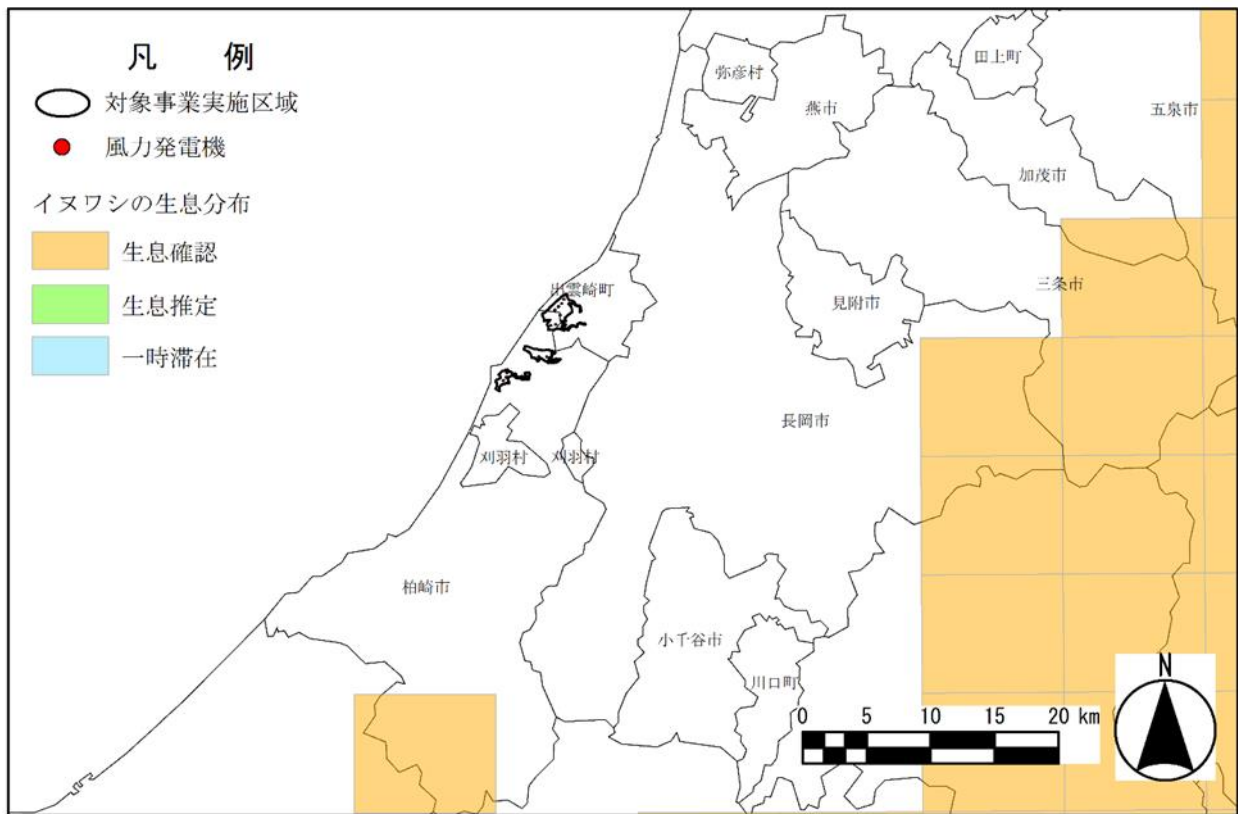 凡　例
対象事業実施区域
風力発電機
イヌワシの生息分布
生息確認
生息推定
一時滞在
弥彦村
田上町
燕市
五泉市
加茂市
出雲崎町
三条市
見附市
長岡市
刈羽村
刈羽村
柏崎市
小千谷市
川口町
N
0 5 10 15 20 km